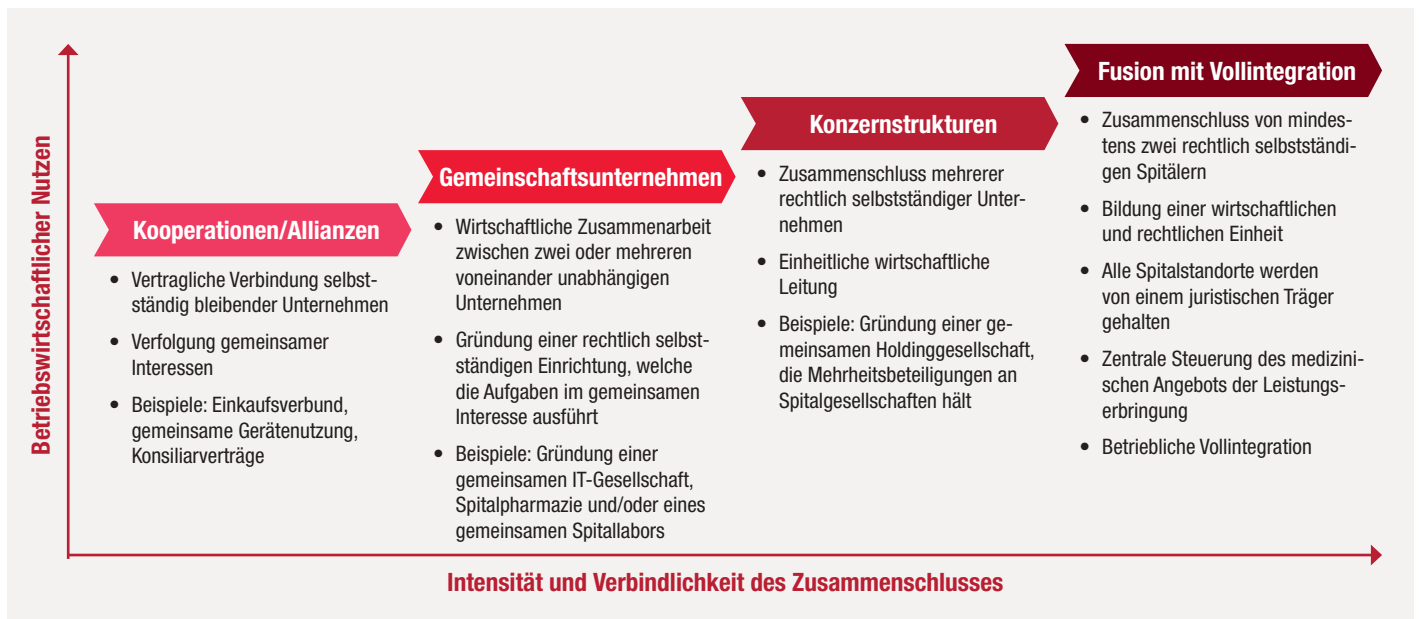 Betriebswirtschaftlicher Nutzen
Kooperationen/Allianzen
• Vertragliche Verbindung selbst-
ständig bleibender Unternehmen
• Verfolgung gemeinsamer
Interessen
• Beispiele: Einkaufsverbund,
gemeinsame Gerätenutzung,
Konsiliarverträge
Gemeinschaftsunternehmen
• Wirtschaftliche Zusammenarbeit
zwischen zwei oder mehreren
voneinander unabhängigen
Unternehmen
• Gründung einer rechtlich selbst-
ständigen Einrichtung, welche
die Aufgaben im gemeinsamen
Interesse ausführt
• Beispiele: Gründung einer
gemeinsamen IT-Gesellschaft,
Spitalpharmazie und/oder eines
gemeinsamen Spitallabors
Konzernstrukturen
• Zusammenschluss mehrerer
rechtlich selbstständiger Unter-
nehmen
• Einheitliche wirtschaftliche
Leitung
• Beispiele: Gründung einer ge-
meinsamen Holdinggesellschaft,
die Mehrheitsbeteiligungen an
Spitalgesellschaften hält
Fusion mit Vollintegration
• Zusammenschluss von mindes-
tens zwei rechtlich selbstständi-
gen Spitälern
• Bildung einer wirtschaftlichen
und rechtlichen Einheit
• Alle Spitalstandorte werden
von einem juristischen Träger
gehalten
• Zentrale Steuerung des medizini-
schen Angebots der Leistungs-
erbringung
• Betriebliche Vollintegration
Intensität und Verbindlichkeit des Zusammenschlusses